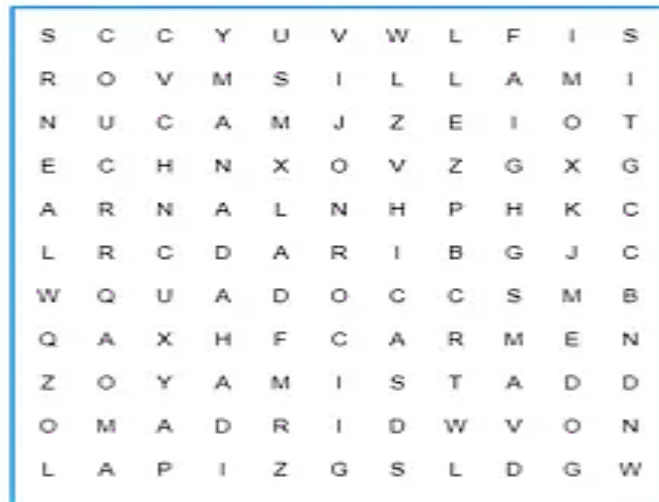 S C C Y U V W L F I S
R O V M S I L L A M I
N U C A M J Z E I O T
E C H N X O V Z G X G
A R N A L N H P H K C
L R C D A R I B G J C
W Q U A D O C C S M B
Q A X H F C A R M E N
Z O Y A M I S T A D D
O M A D R I D W V O N
L A P I Z G S L D G W